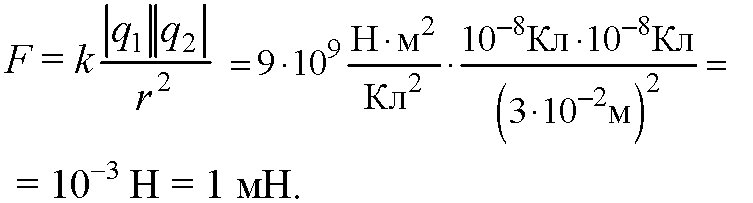 F = k |q₁||q₂| / r² = 9·10⁹ Н·м² / Кл² · 10⁻⁸Кл·10⁻⁸Кл / (3·10⁻²м)² =
= 10⁻³ Н = 1 мН.